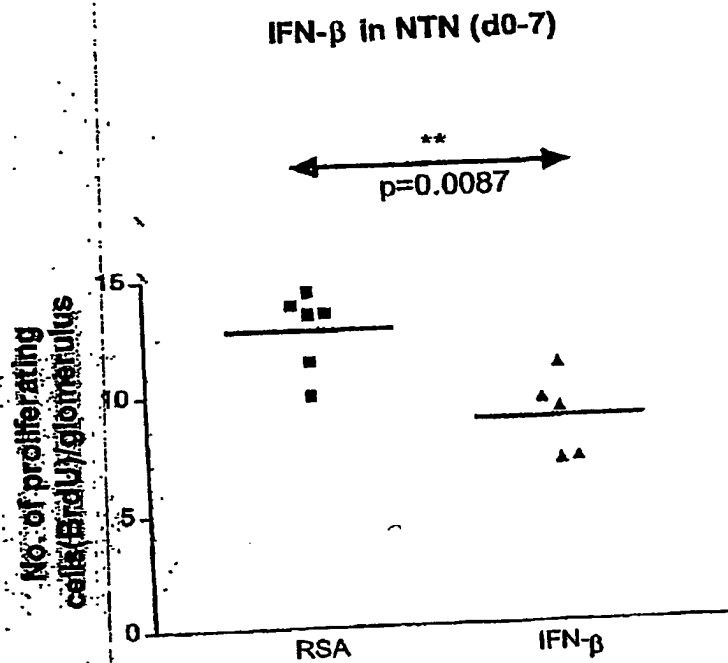 IFN-β in NTN (d0-7)
**
p=0.0087
No. of proliferating
cells(BrdU)/glomerulus
15
10
5
0
RSA
IFN-β